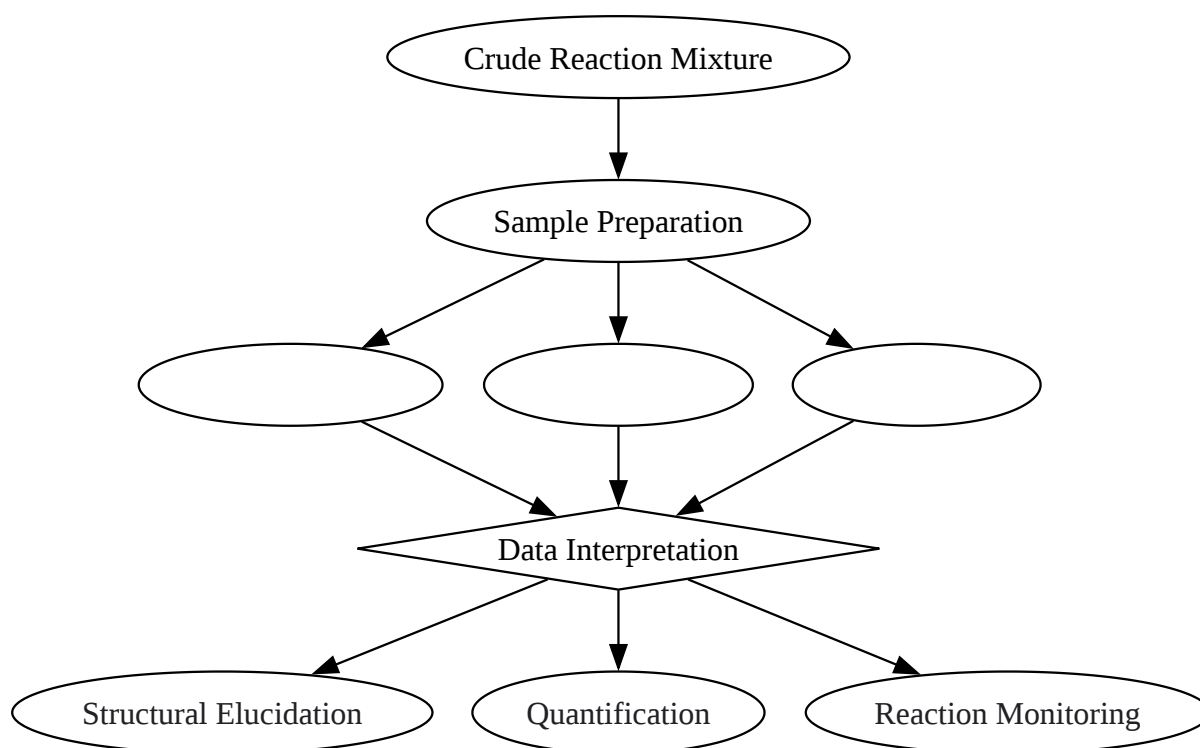 Crude Reaction Mixture
Sample Preparation
Data Interpretation
Structural Elucidation
Quantification
Reaction Monitoring